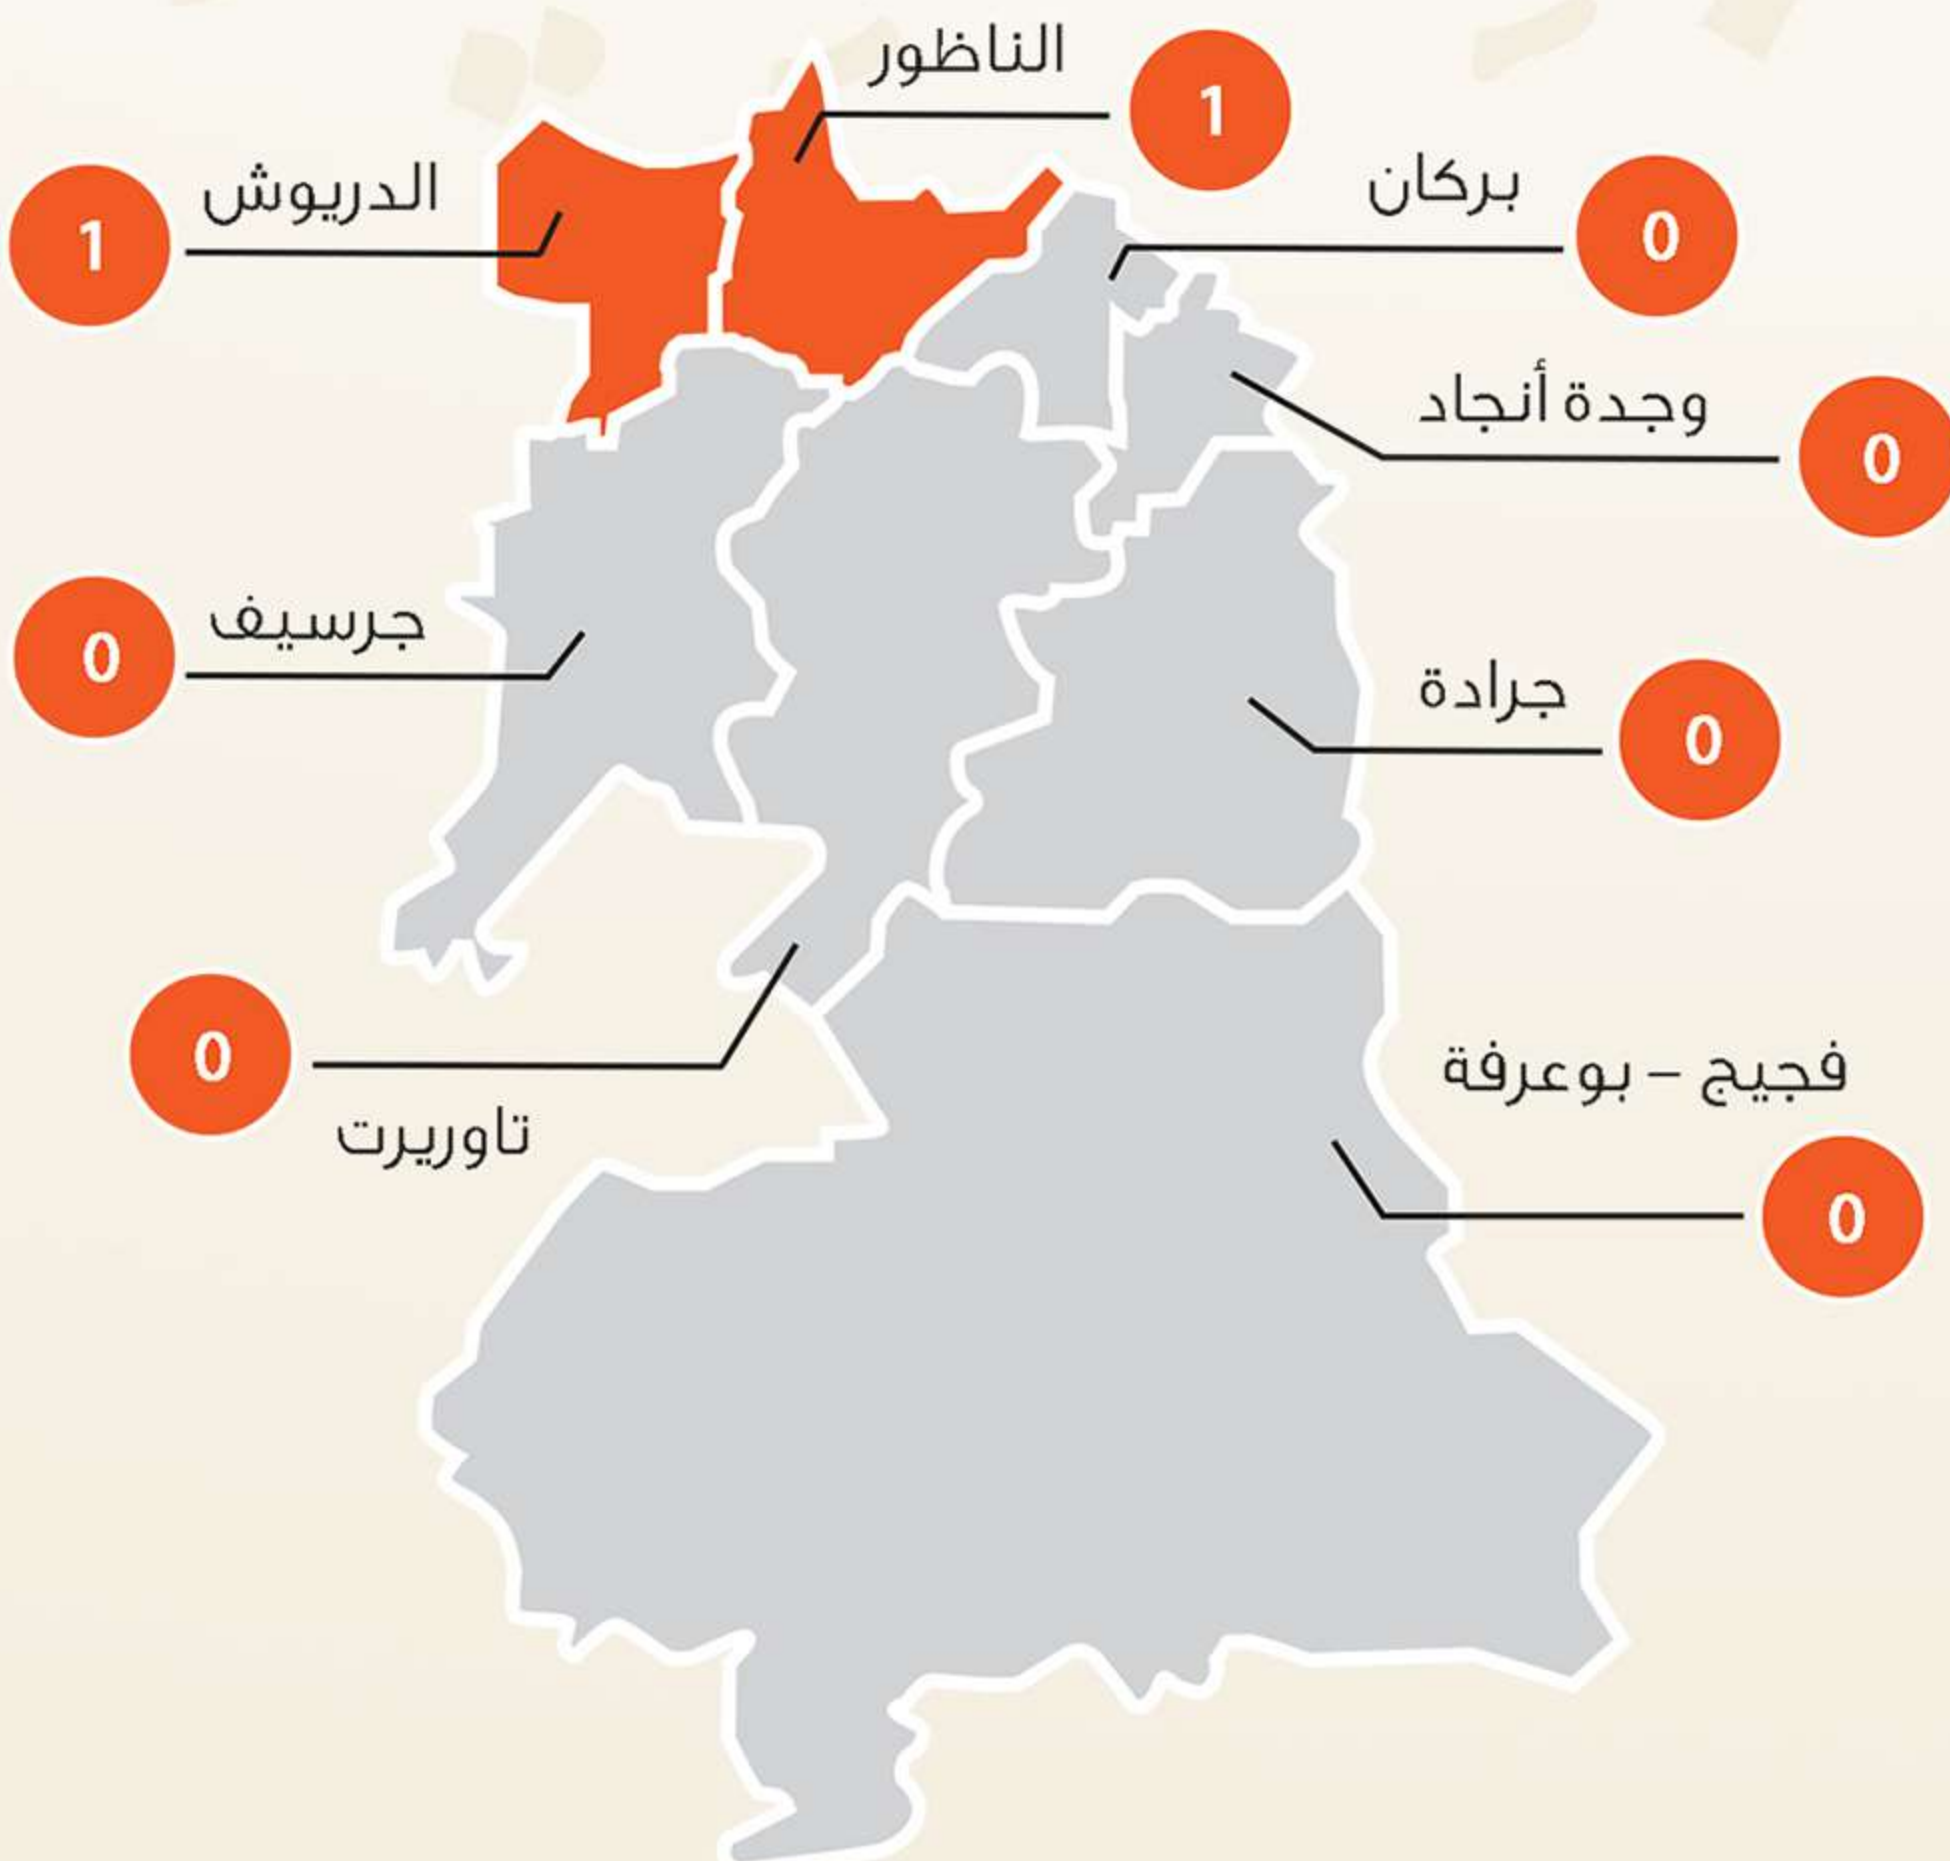 الناظور
1
الدريوش
1
بركان
0
وجدة أنجاد
0
جرسيف
0
جرادة
0
تاوريرت
0
فجيج – بوعرفة
0